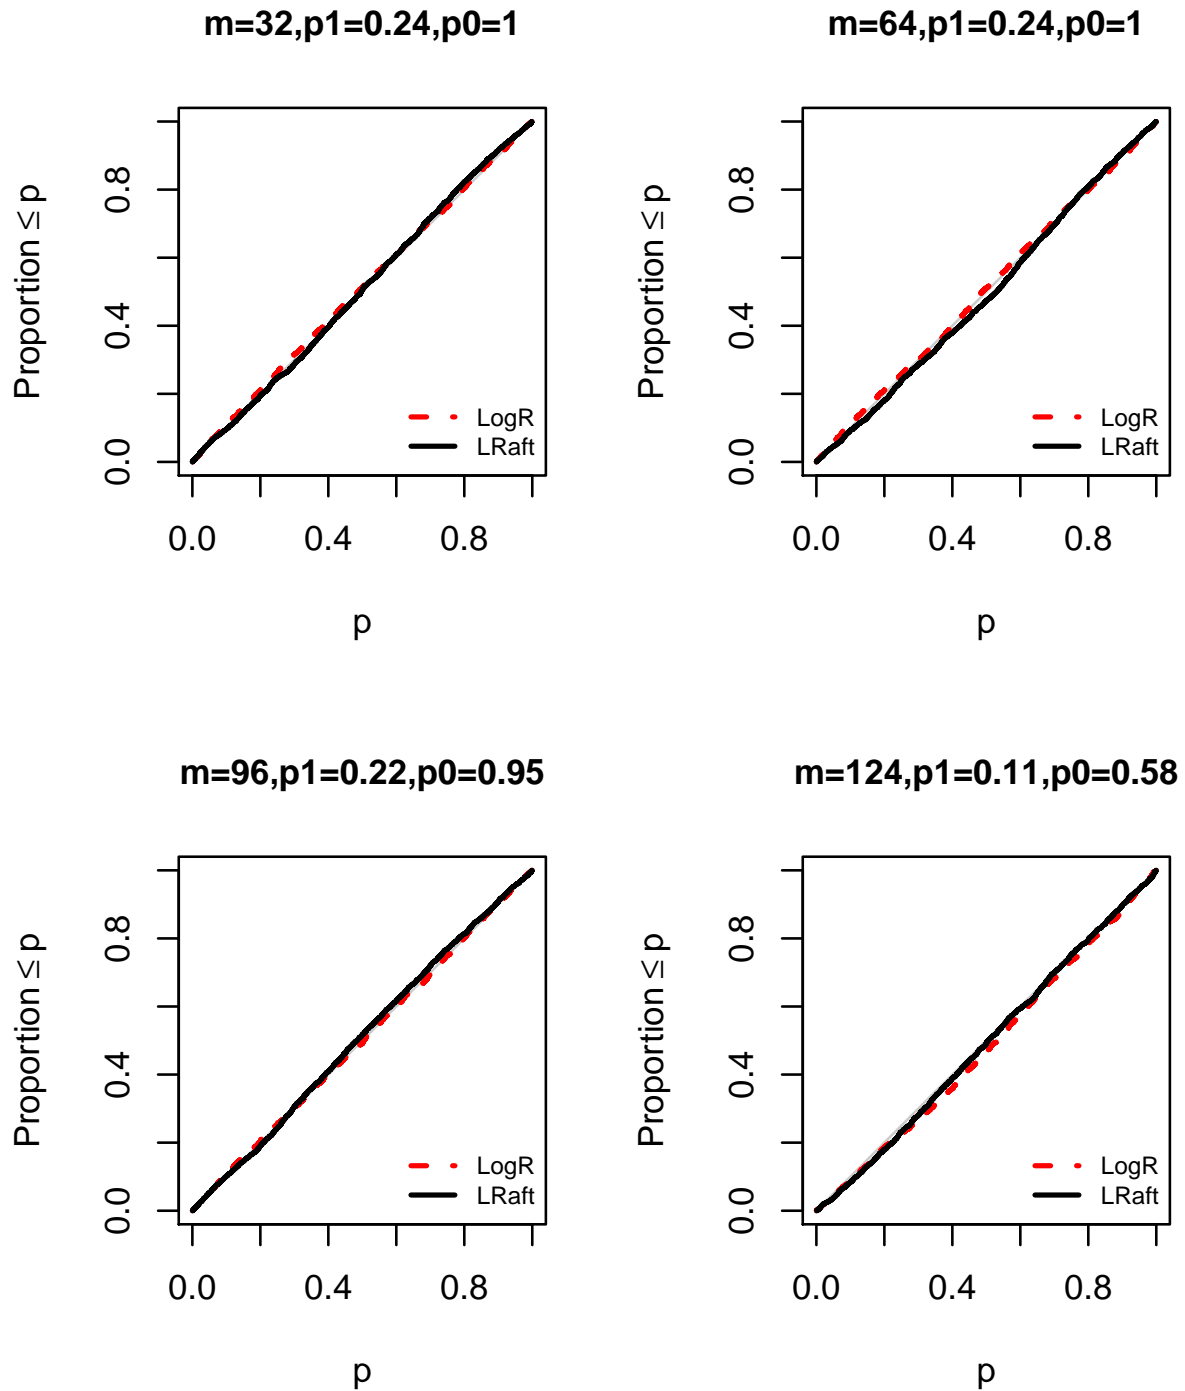 m=32,p1=0.24,p0=1
Proportion ≤ p
0.0 0.4 0.8
LogR
LRaft
0.0 0.4 0.8
p
m=64,p1=0.24,p0=1
Proportion ≤ p
0.0 0.4 0.8
LogR
LRaft
0.0 0.4 0.8
p
m=96,p1=0.22,p0=0.95
Proportion ≤ p
0.0 0.4 0.8
LogR
LRaft
0.0 0.4 0.8
p
m=124,p1=0.11,p0=0.58
Proportion ≤ p
0.0 0.4 0.8
LogR
LRaft
0.0 0.4 0.8
p